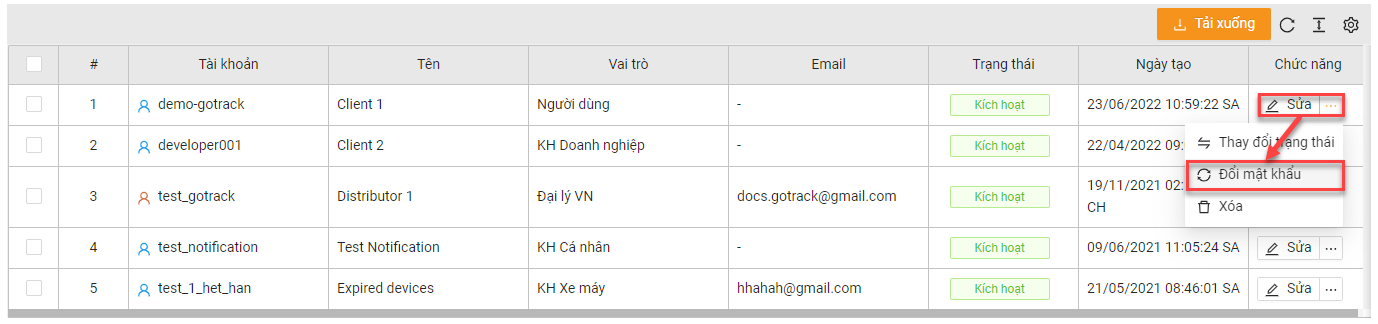 Tải xuống
# Tài khoản Tên Vai trò Email Trạng thái Ngày tạo Chức năng
1 demo-gotrack Client 1 Người dùng - Kích hoạt 23/06/2022 10:59:22 SA Sửa ...
Thay đổi trạng thái
2 developer001 Client 2 KH Doanh nghiệp - Kích hoạt 22/04/2022 09:
Đổi mật khẩu
3 test_gotrack Distributor 1 Đại lý VN docs.gotrack@gmail.com Kích hoạt 19/11/2021 02:
CH
Xóa
4 test_notification Test Notification KH Cá nhân - Kích hoạt 09/06/2021 11:05:24 SA Sửa ...
5 test_1_het_han Expired devices KH Xe máy hhahah@gmail.com Kích hoạt 21/05/2021 08:46:01 SA Sửa ...